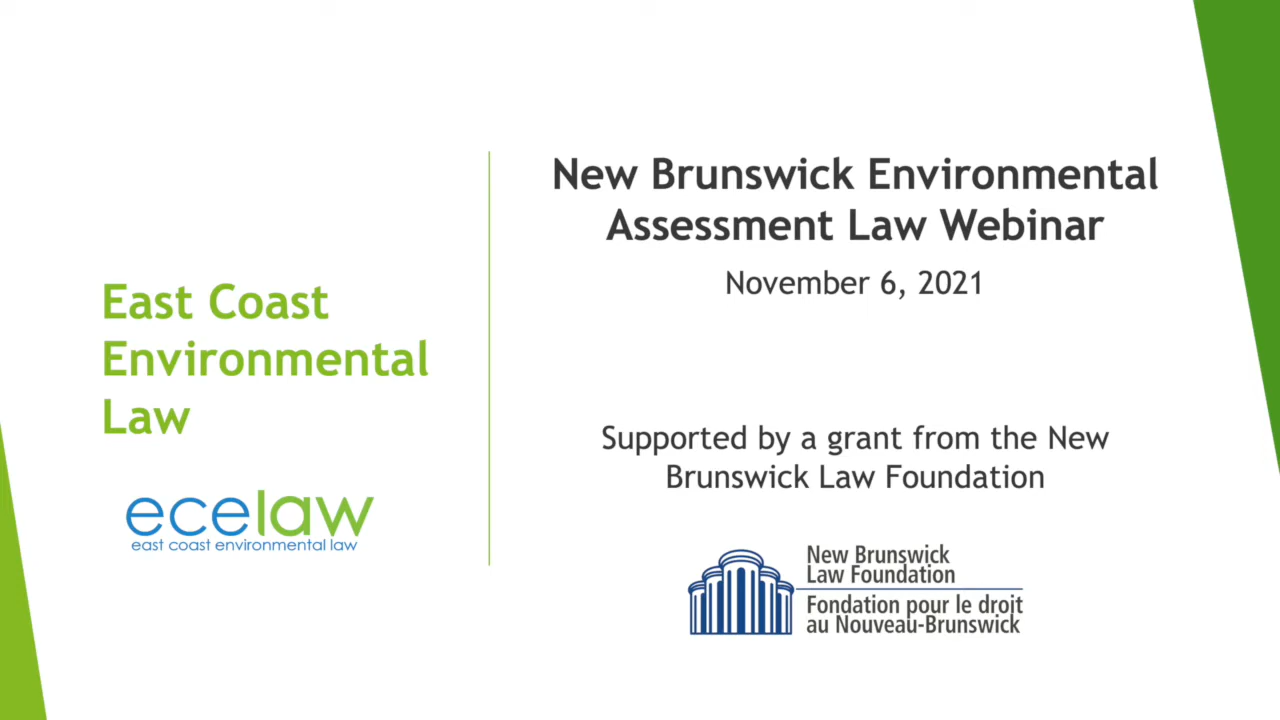 East Coast
Environmental
Law
ecelaw
east coast environmental law
New Brunswick Environmental
Assessment Law Webinar
November 6, 2021
Supported by a grant from the New
Brunswick Law Foundation
New Brunswick
Law Foundation
Fondation pour le droit
au Nouveau-Brunswick